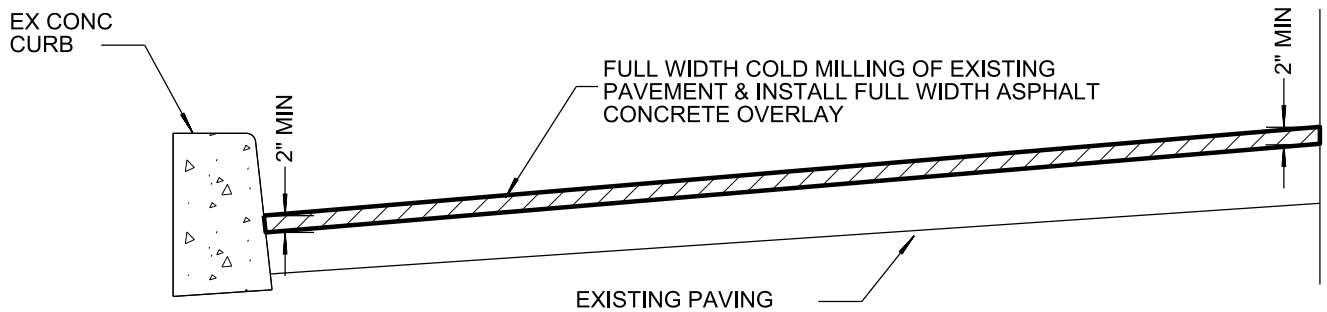 EX CONC
CURB
FULL WIDTH COLD MILLING OF EXISTING
PAVEMENT & INSTALL FULL WIDTH ASPHALT
CONCRETE OVERLAY
2" MIN
2" MIN
EXISTING PAVING